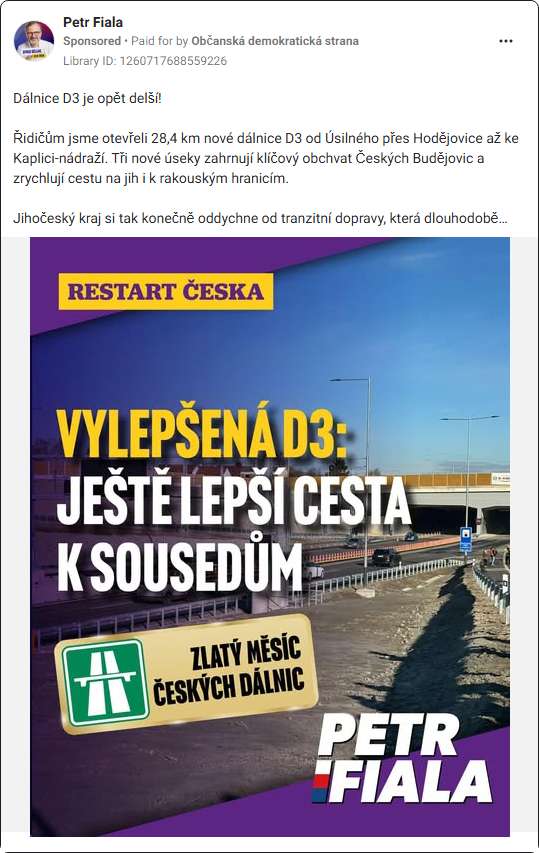 Petr Fiala
Sponsored • Paid for by Občanská demokratická strana
Library ID: 1260717688559226
Dálnice D3 je opět delší!
Řidičům jsme otevřeli 28,4 km nové dálnice D3 od Úsilného přes Hodějovice až ke
Kaplici-nádraží. Tři nové úseky zahrnují klíčový obchvat Českých Budějovic a
zrychlují cestu na jih i k rakouským hranicím.
Jihočeský kraj si tak konečně oddychne od tranzitní dopravy, která dlouhodobě...
RESTART ČESKA
VYLEPŠENÁ D3:
JEŠTĚ LEPŠÍ CESTA
K SOUSEDŮM
ZLATÝ MĚSÍC
ČESKÝCH DÁLNIC
PETR
FIALA